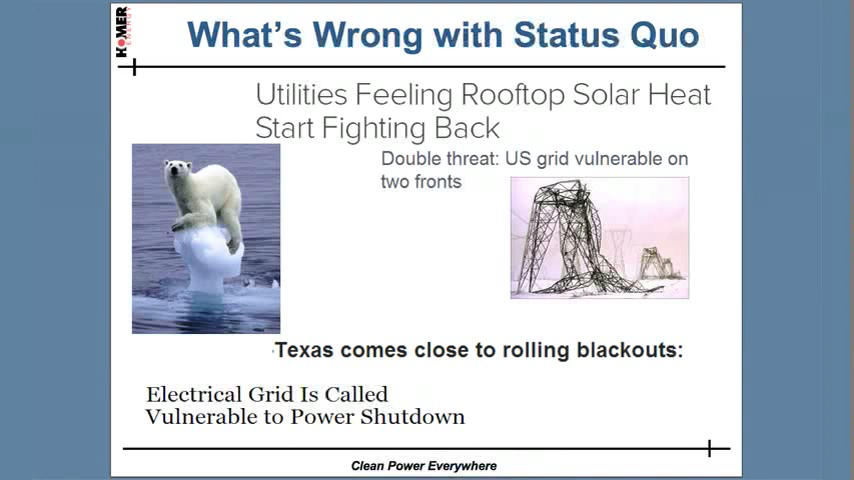 HOMER
ENERGY
What's Wrong with Status Quo
Utilities Feeling Rooftop Solar Heat
Start Fighting Back
Double threat: US grid vulnerable on
two fronts
Texas comes close to rolling blackouts:
Electrical Grid Is Called
Vulnerable to Power Shutdown
Clean Power Everywhere